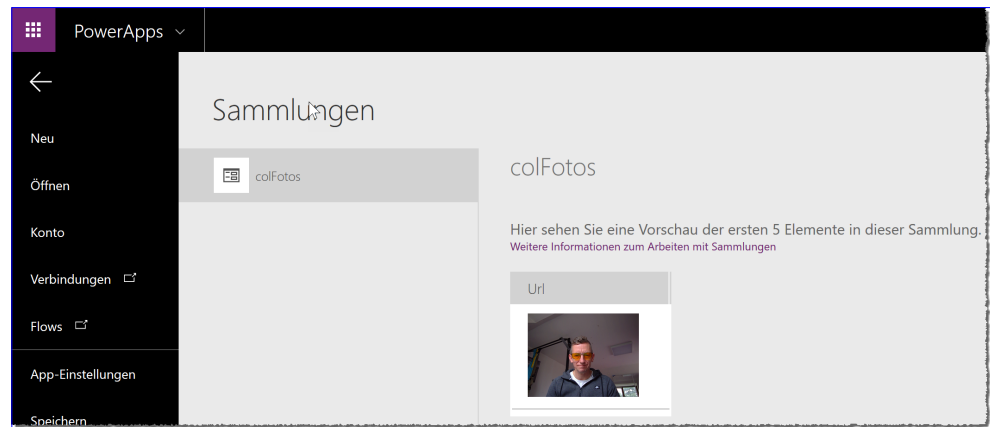 PowerApps
Sammlungen
Neu
Öffnen
Konto
Verbindungen
Flows
App-Einstellungen
Speichern
colFotos
colFotos
Hier sehen Sie eine Vorschau der ersten 5 Elemente in dieser Sammlung.
Weitere Informationen zum Arbeiten mit Sammlungen
Url